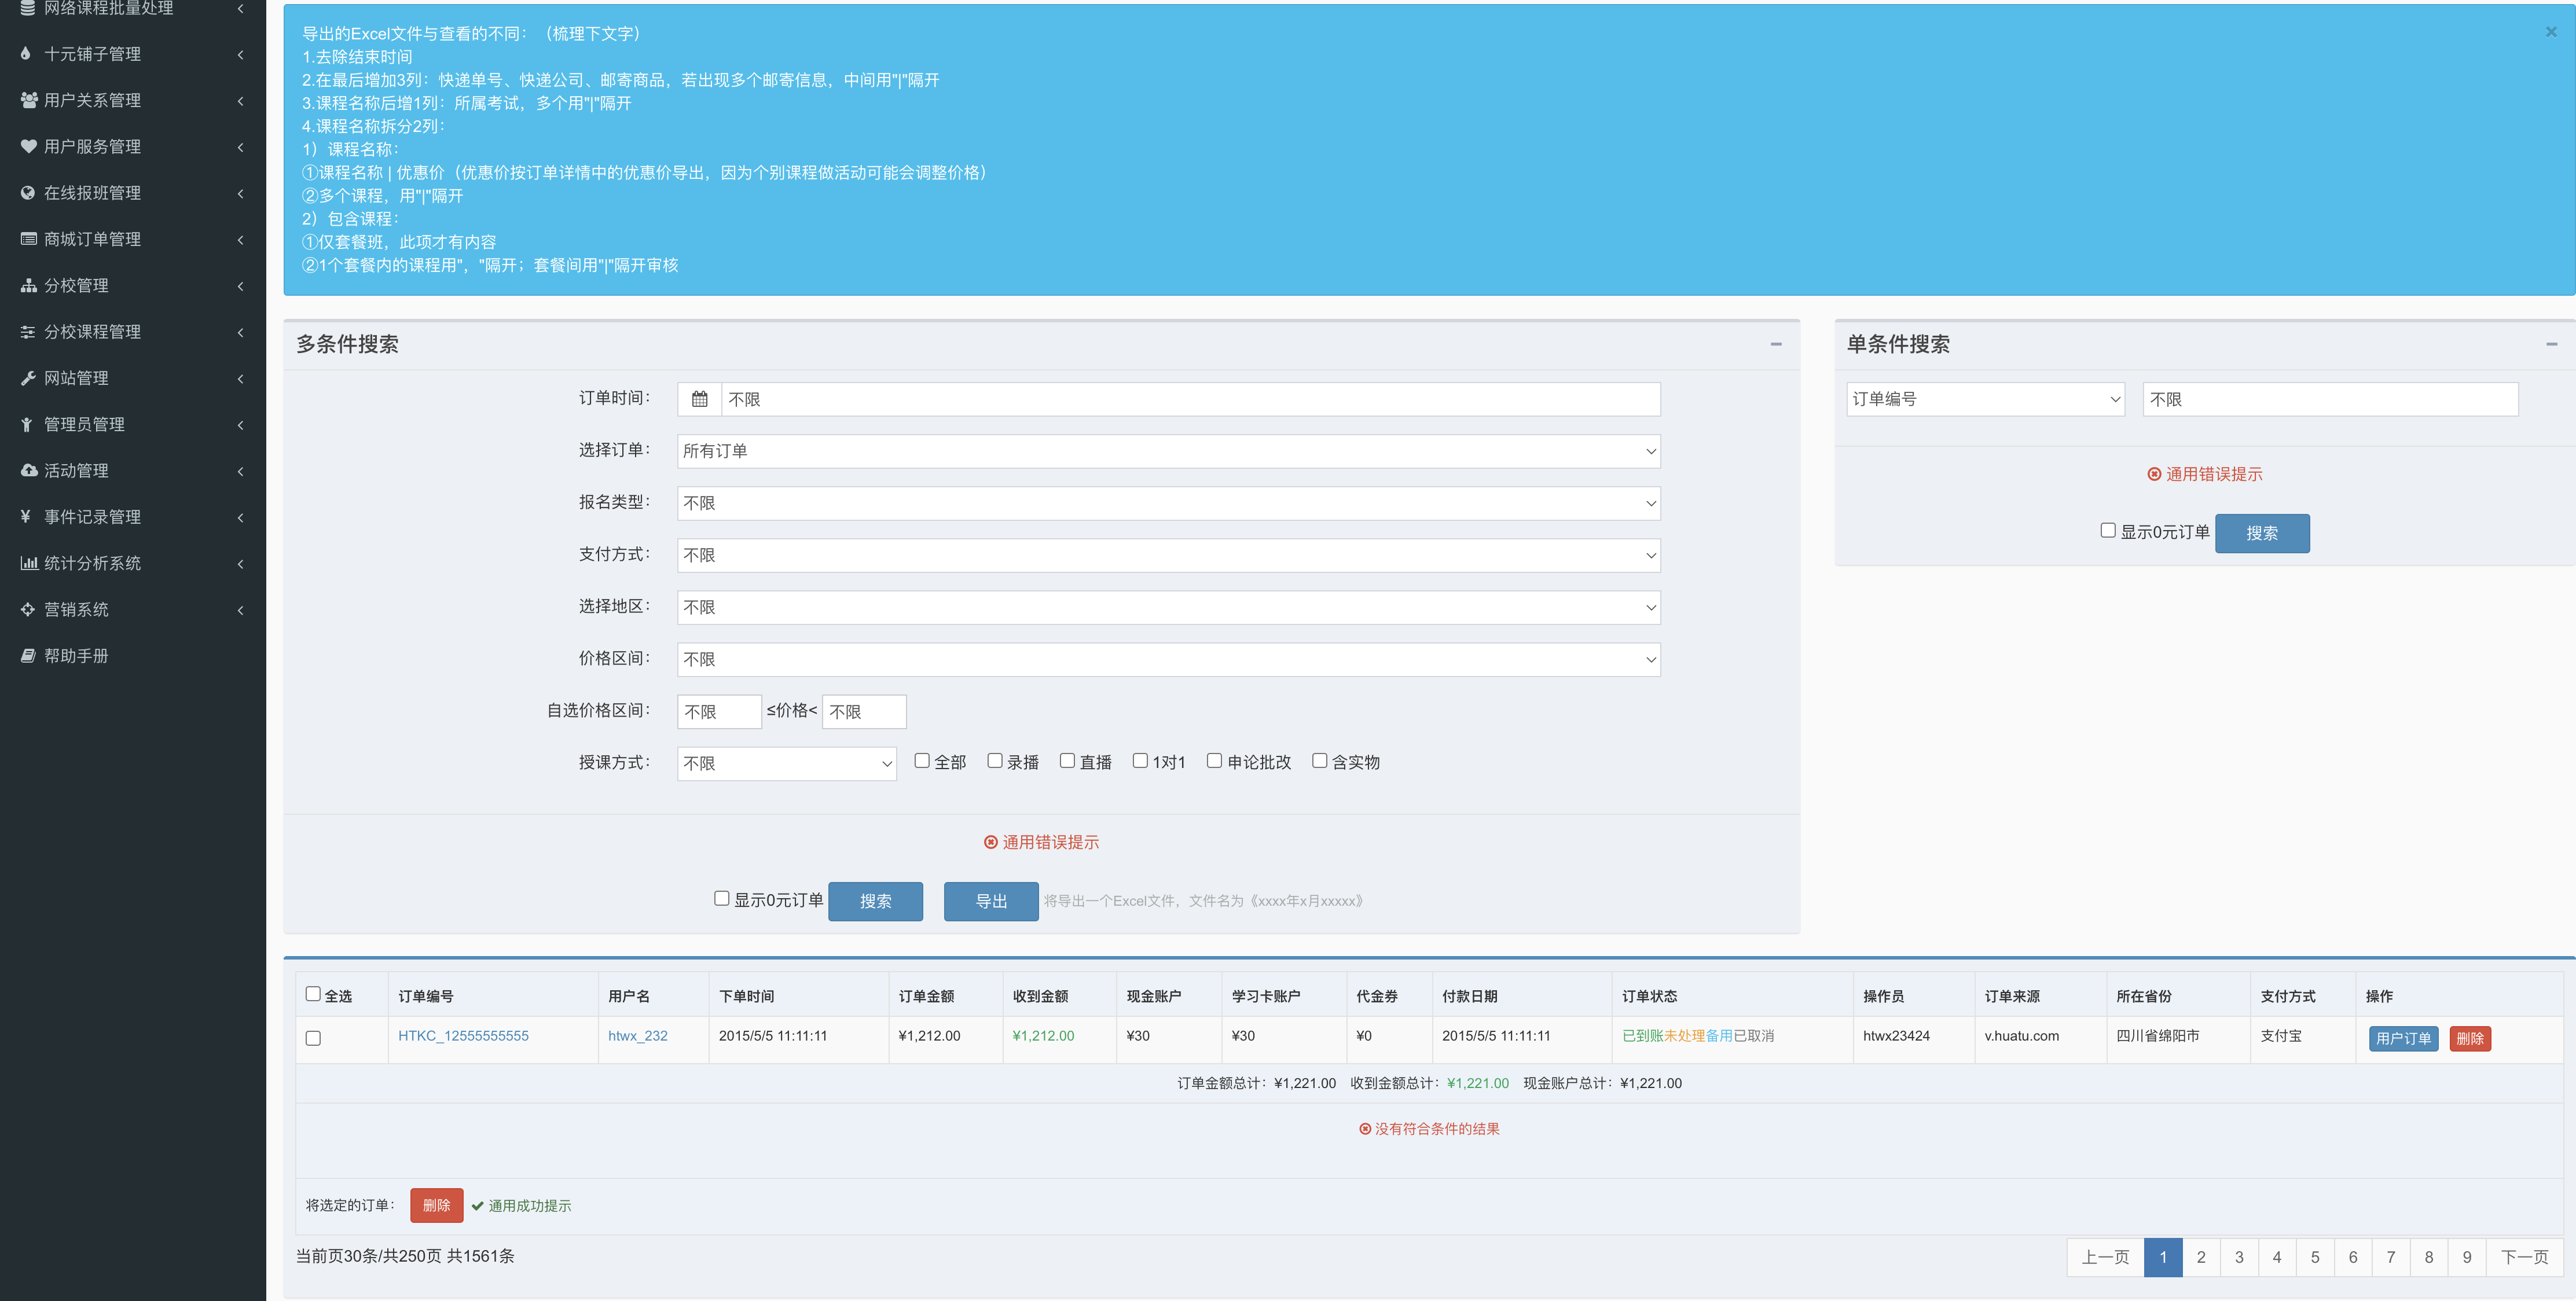 网络课程批量处理
十元铺子管理
用户关系管理
用户服务管理
在线报班管理
商城订单管理
分校管理
分校课程管理
网站管理
管理员管理
活动管理
事件记录管理
统计分析系统
营销系统
帮助手册
导出的Excel文件与查看的不同：（梳理下文字）
1.去除结束时间
2.在最后增加3列：快递单号、快递公司、邮寄商品，若出现多个邮寄信息，中间用"|"隔开
3.课程名称后增1列：所属考试，多个用"|"隔开
4.课程名称拆分2列：
1）课程名称：
①课程名称 | 优惠价（优惠价按订单详情中的优惠价导出，因为个别课程做活动可能会调整价格）
②多个课程，用"|"隔开
2）包含课程：
①仅套餐班，此项才有内容
②1个套餐内的课程用"，"隔开；套餐间用"|"隔开审核
×
多条件搜索
订单时间： 不限
选择订单： 所有订单
报名类型： 不限
支付方式： 不限
选择地区： 不限
价格区间： 不限
自选价格区间： 不限 ≤价格< 不限
授课方式： 不限 全部 录播 直播 1对1 申论批改 含实物
通用错误提示
显示0元订单 搜索 导出 将导出一个Excel文件，文件名为《xxxx年x月xxxxx》
单条件搜索
订单编号 不限
通用错误提示
显示0元订单 搜索
全选 订单编号 用户名 下单时间 订单金额 收到金额 现金账户 学习卡账户 代金券 付款日期 订单状态 操作员 订单来源 所在省份 支付方式 操作
HTKC_12555555555 htwx_232 2015/5/5 11:11:11 ¥1,212.00 ¥1,212.00 ¥30 ¥30 ¥0 2015/5/5 11:11:11 已到账未处理备用已取消 htwx23424 v.huatu.com 四川省绵阳市 支付宝 用户订单 删除
订单金额总计：¥1,221.00 收到金额总计：¥1,221.00 现金账户总计：¥1,221.00
没有符合条件的结果
将选定的订单： 删除 通用成功提示
当前页30条/共250页 共1561条
上一页 1 2 3 4 5 6 7 8 9 下一页